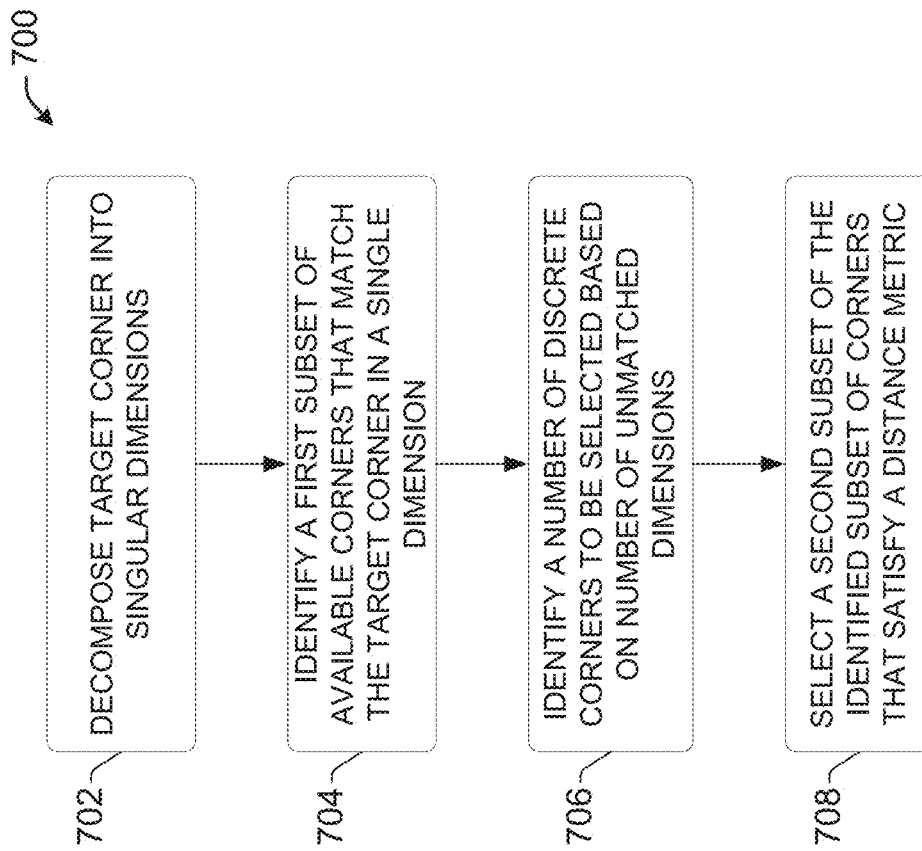 700
702
DECOMPOSE TARGET CORNER INTO
SINGULAR DIMENSIONS
704
IDENTIFY A FIRST SUBSET OF
AVAILABLE CORNERS THAT MATCH
THE TARGET CORNER IN A SINGLE
DIMENSION
706
IDENTIFY A NUMBER OF DISCRETE
CORNERS TO BE SELECTED BASED
ON NUMBER OF UNMATCHED
DIMENSIONS
708
SELECT A SECOND SUBSET OF THE
IDENTIFIED SUBSET OF CORNERS
THAT SATISFY A DISTANCE METRIC